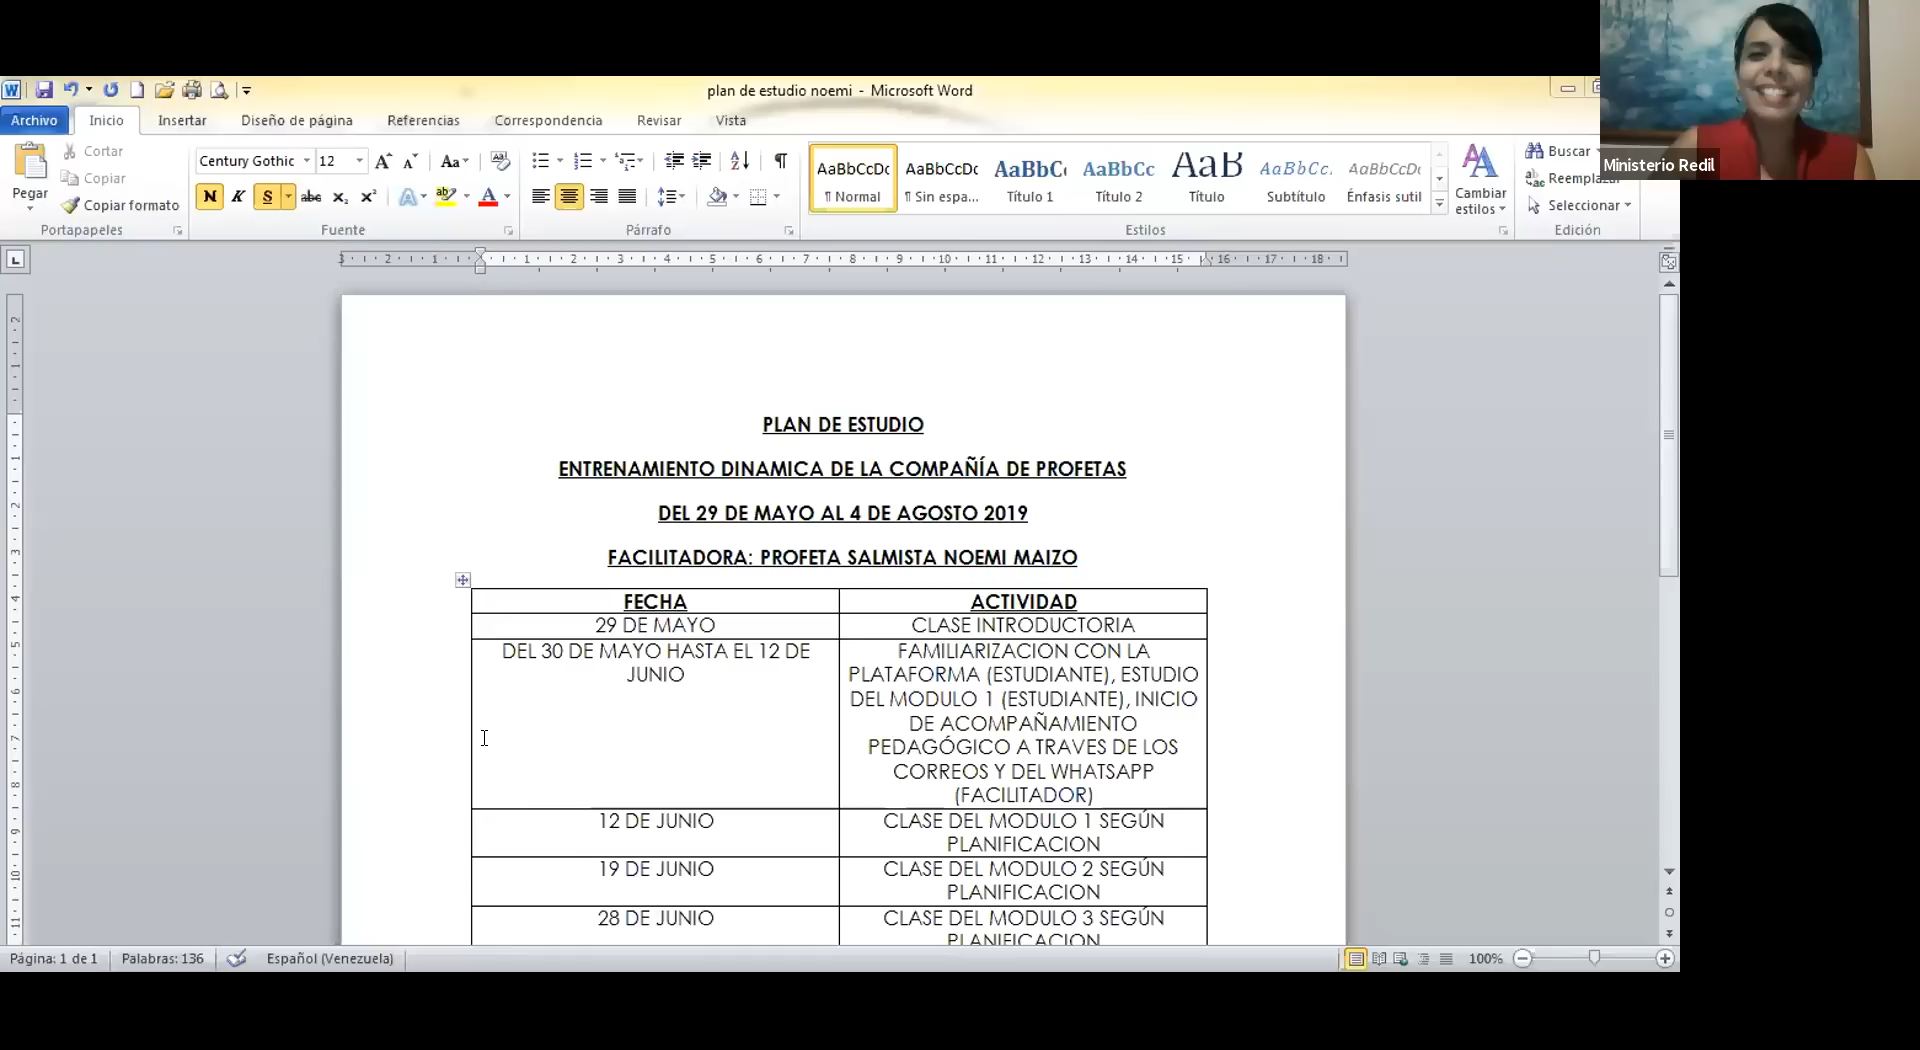 plan de estudio noemi - Microsoft Word
Archivo Inicio Insertar Diseño de página Referencias Correspondencia Revisar Vista
Pegar
Cortar
Copiar
Copiar formato
Portapapeles
Century Gothic 12
Fuente
Párrafo
AaBbCcDc AaBbCcDc AaBbC AaBbCc AaB AaBbCc. AaBbCcDc
¶ Normal ¶ Sin espa... Título 1 Título 2 Título Subtítulo Énfasis sutil
Estilos
Cambiar
estilos
Buscar
Seleccionar
Edición
Ministerio Redil
PLAN DE ESTUDIO
ENTRENAMIENTO DINAMICA DE LA COMPAÑÍA DE PROFETAS
DEL 29 DE MAYO AL 4 DE AGOSTO 2019
FACILITADORA: PROFETA SALMISTA NOEMI MAIZO
FECHA ACTIVIDAD
29 DE MAYO CLASE INTRODUCTORIA
DEL 30 DE MAYO HASTA EL 12 DE
JUNIO
FAMILIARIZACION CON LA
PLATAFORMA (ESTUDIANTE), ESTUDIO
DEL MODULO 1 (ESTUDIANTE), INICIO
DE ACOMPAÑAMIENTO
PEDAGÓGICO A TRAVES DE LOS
CORREOS Y DEL WHATSAPP
(FACILITADOR)
12 DE JUNIO CLASE DEL MODULO 1 SEGÚN
PLANIFICACION
19 DE JUNIO CLASE DEL MODULO 2 SEGÚN
PLANIFICACION
28 DE JUNIO CLASE DEL MODULO 3 SEGÚN
PLANIFICACION
Página: 1 de 1 Palabras: 136 Español (Venezuela) 100%